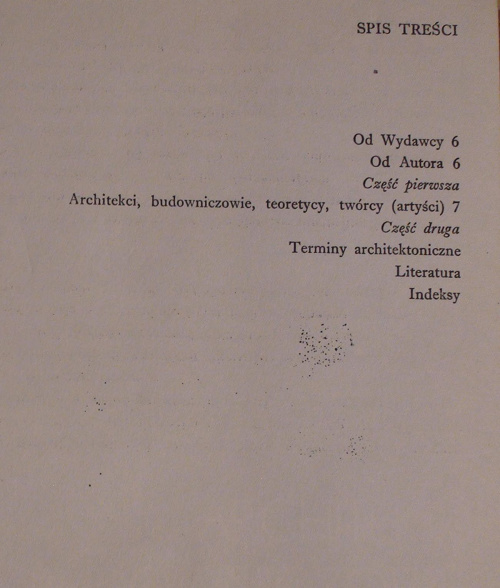 SPIS TREŚCI
Od Wydawcy 6
Od Autora 6
Część pierwsza
Architekci, budowniczowie, teoretycy, twórcy (artyści) 7
Część druga
Terminy architektoniczne
Literatura
Indeksy